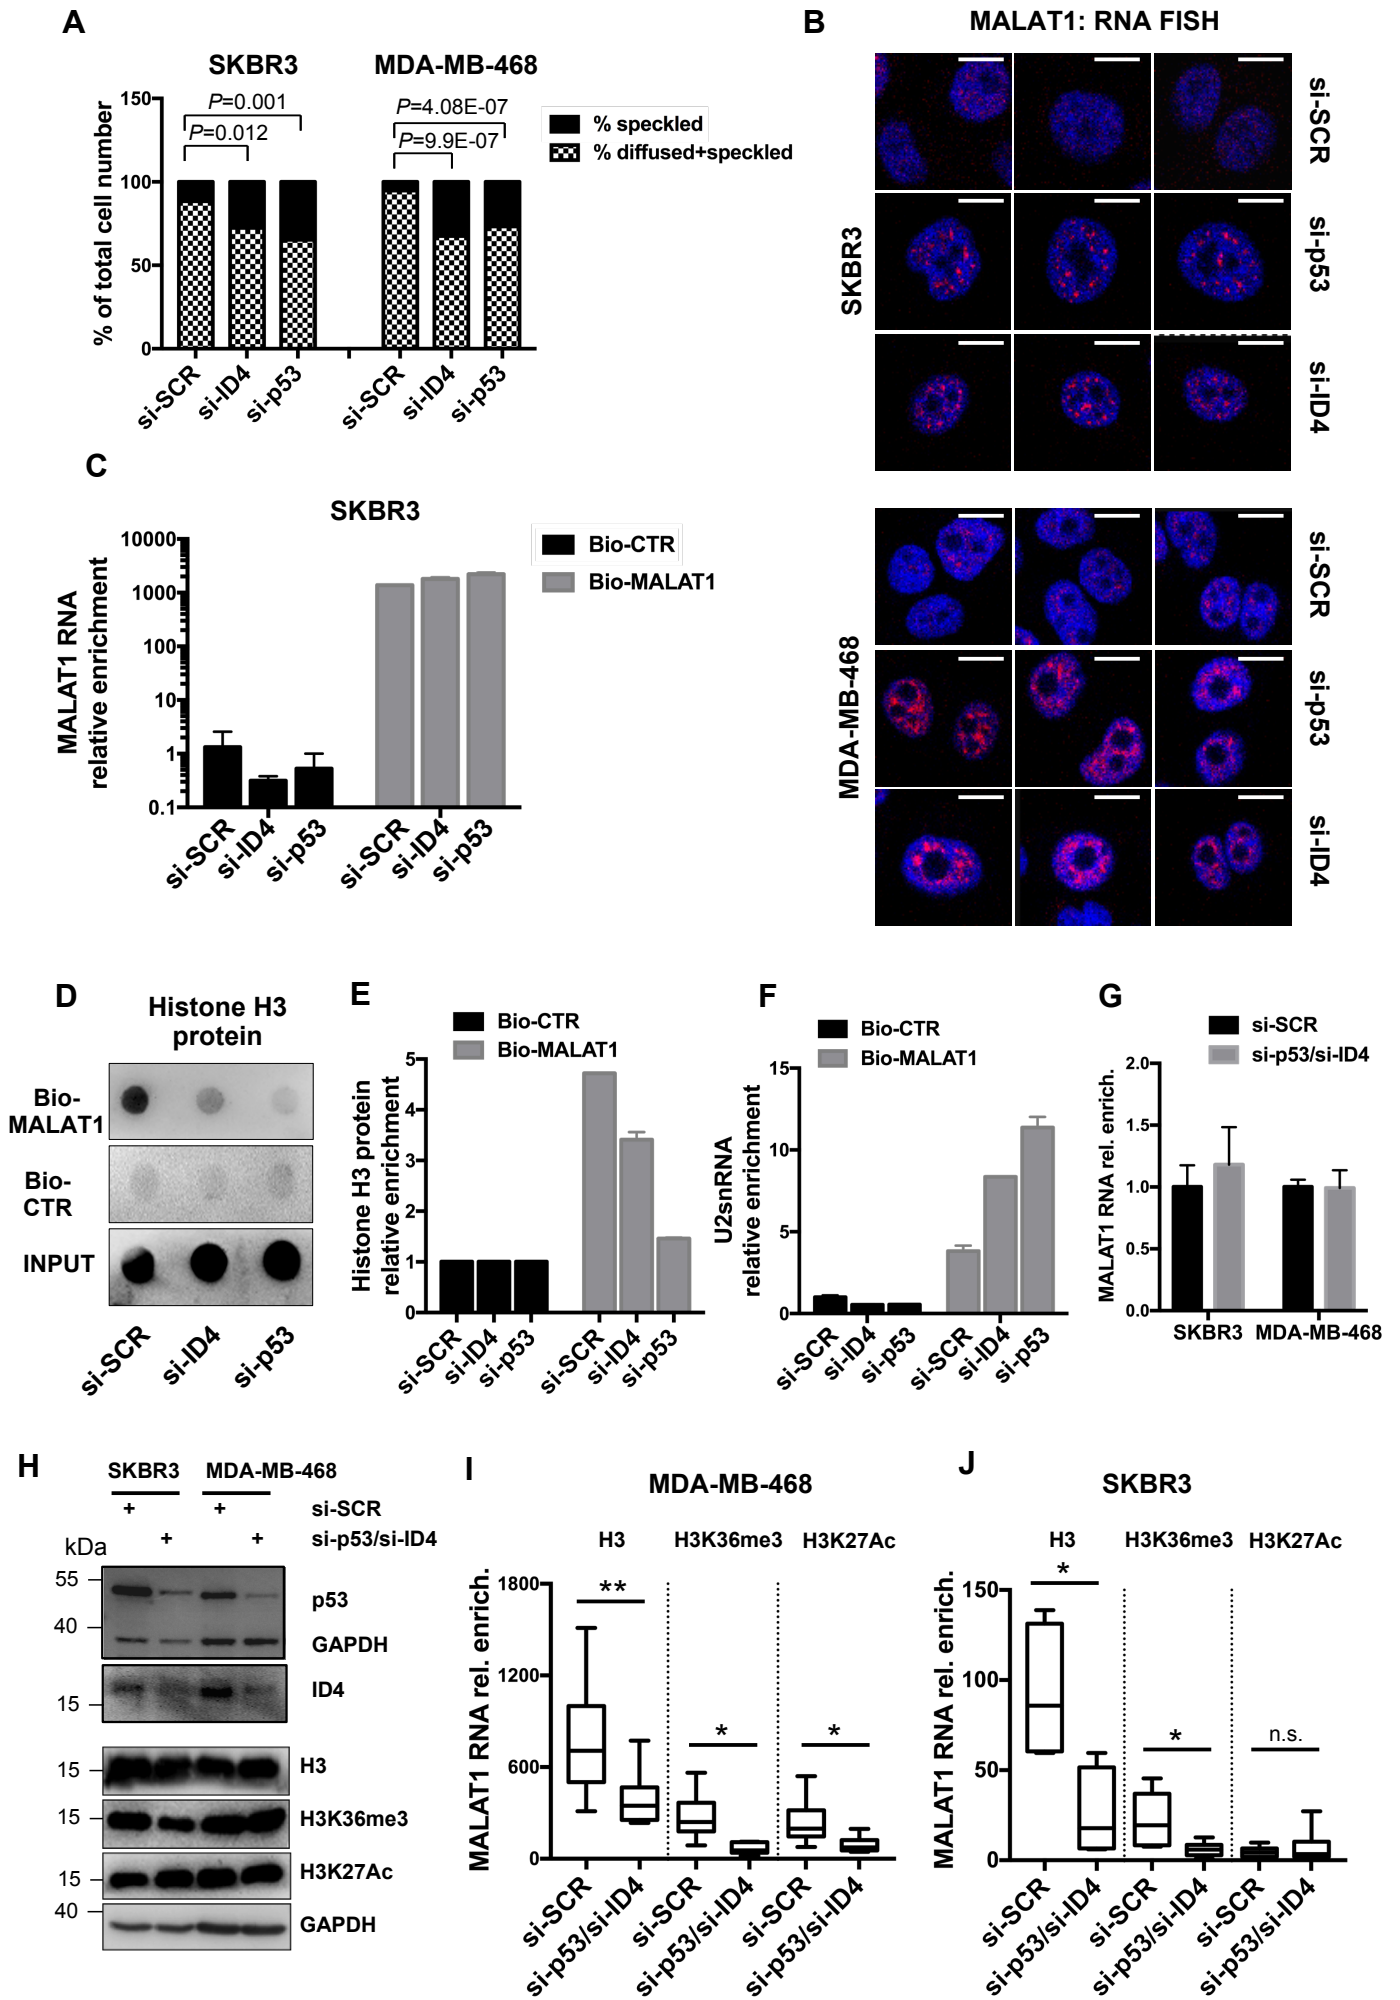 A
SKBR3
MDA-MB-468
P=0.001
P=0.012
P=4.08E-07
P=9.9E-07
% speckled
% diffused+speckled
% of total cell number
150
100
50
0
si-SCR
si-ID4
si-p53
si-SCR
si-ID4
si-p53
B
MALAT1: RNA FISH
SKBR3
si-SCR
si-p53
si-ID4
MDA-MB-468
si-SCR
si-p53
si-ID4
C
SKBR3
Bio-CTR
Bio-MALAT1
MALAT1 RNA
relative enrichment
10000
1000
100
10
1
0.1
si-SCR
si-ID4
si-p53
si-SCR
si-ID4
si-p53
D
Histone H3
protein
Bio-
MALAT1
Bio-
CTR
INPUT
si-SCR
si-ID4
si-p53
E
Bio-CTR
Bio-MALAT1
Histone H3 protein
relative enrichment
5
4
3
2
1
0
si-SCR
si-ID4
si-p53
si-SCR
si-ID4
si-p53
F
Bio-CTR
Bio-MALAT1
U2snRNA
relative enrichment
15
10
5
0
si-SCR
si-ID4
si-p53
si-SCR
si-ID4
si-p53
G
si-SCR
si-p53/si-ID4
MALAT1 RNA rel. enrich.
2.0
1.5
1.0
0.5
0.0
SKBR3
MDA-MB-468
H
SKBR3
MDA-MB-468
+ + si-SCR
+ + si-p53/si-ID4
kDa
55
40
15
15
15
15
40
p53
GAPDH
ID4
H3
H3K36me3
H3K27Ac
GAPDH
I
MDA-MB-468
H3
H3K36me3
H3K27Ac
MALAT1 RNA rel. enrich.
1800
1200
600
0
**
*
*
si-SCR
si-p53/si-ID4
si-SCR
si-p53/si-ID4
si-SCR
si-p53/si-ID4
J
SKBR3
H3
H3K36me3
H3K27Ac
MALAT1 RNA rel. enrich.
150
100
50
0
*
*
n.s.
si-SCR
si-p53/si-ID4
si-SCR
si-p53/si-ID4
si-SCR
si-p53/si-ID4